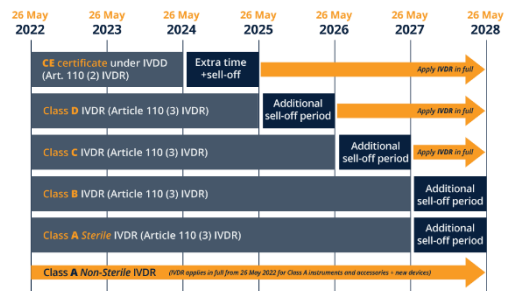 26 May 26 May 26 May 26 May 26 May 26 May 26 May
2022 2023 2024 2025 2026 2027 2028
CE certificate under IVDD
(Art. 110 (2) IVDR)
Extra time
+sell-off
Apply IVDR in full
Class D IVDR (Article 110 (3) IVDR)
Additional
sell-off period
Apply IVDR in full
Class C IVDR (Article 110 (3) IVDR)
Additional
sell-off period
Apply IVDR in full
Class B IVDR (Article 110 (3) IVDR)
Additional
sell-off period
Class A Sterile IVDR (Article 110 (3) IVDR)
Additional
sell-off period
Class A Non-Sterile IVDR (IVDR applies in full from 26 May 2022 for Class A instruments and accessories + new devices)